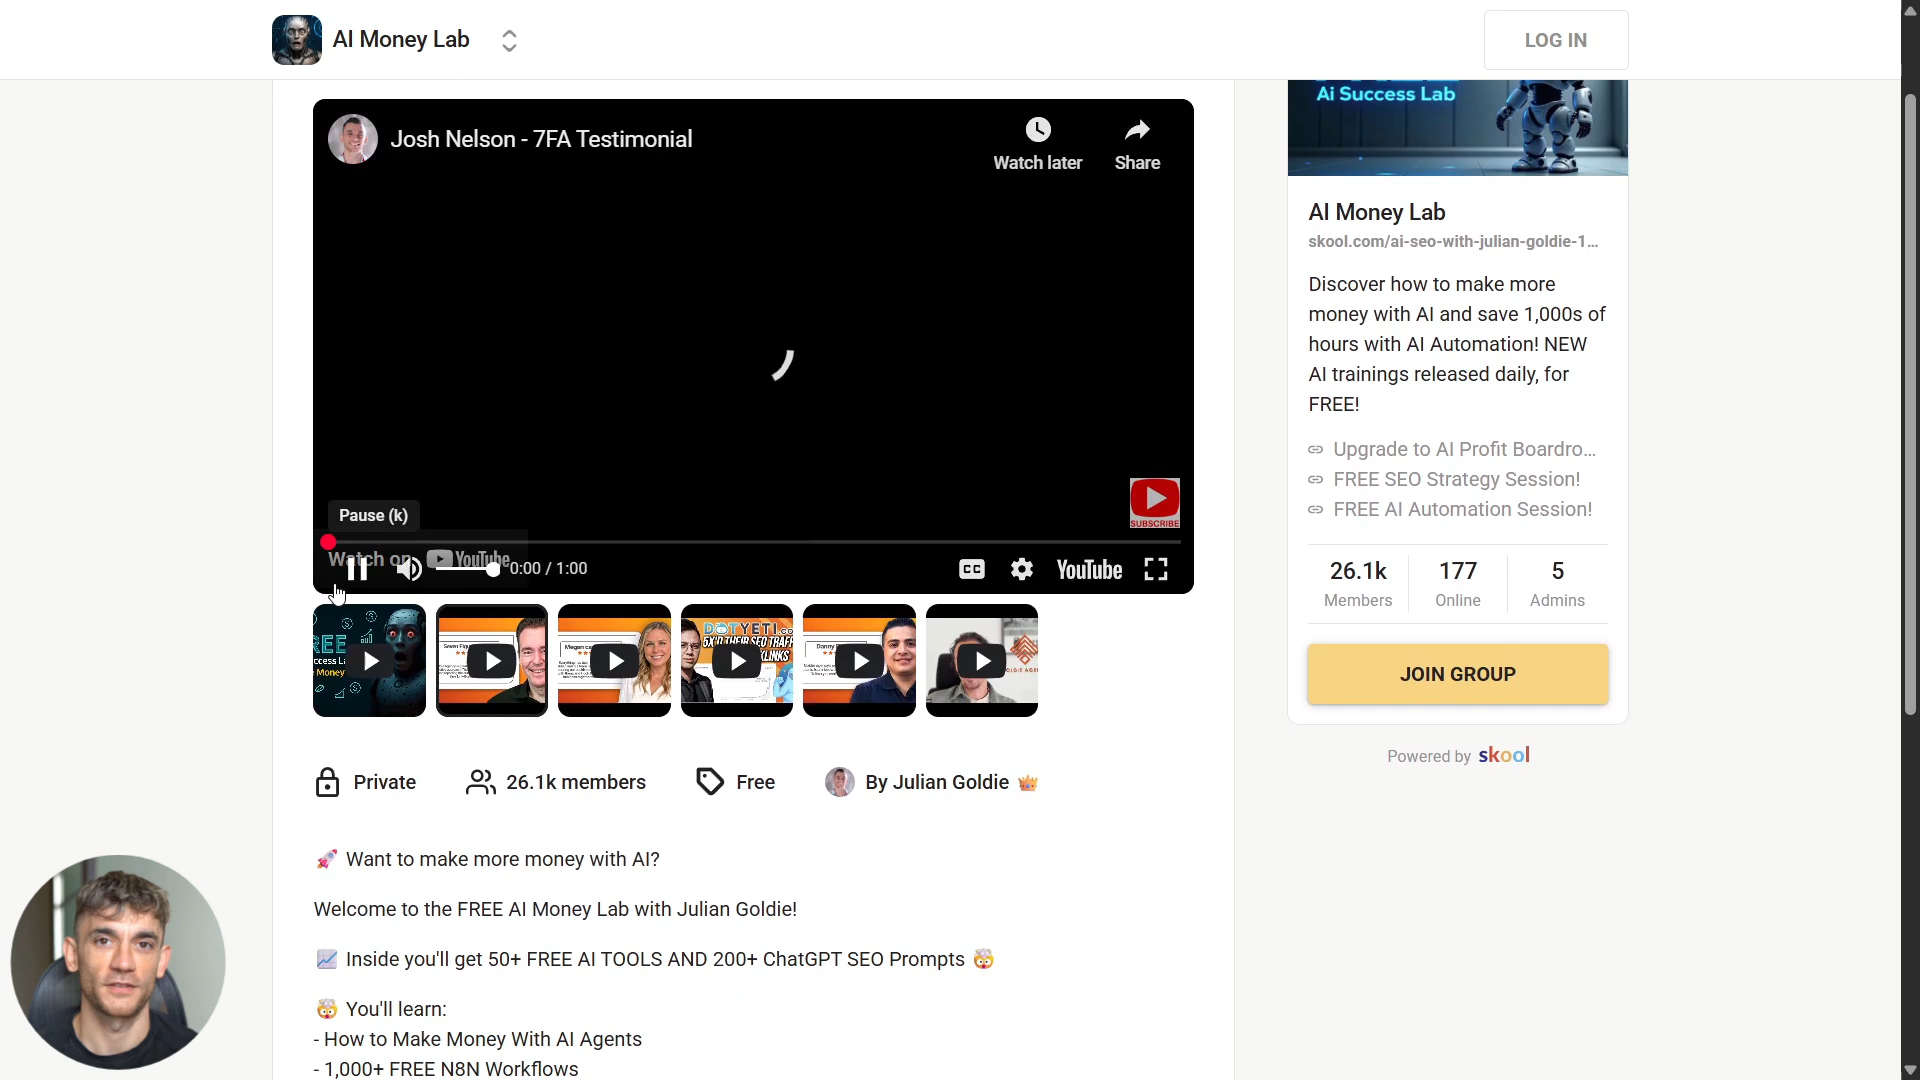 AI Money Lab
LOG IN
Josh Nelson - 7FA Testimonial
Watch later
Share
Pause (k)
Watch on YouTube
0:00 / 1:00
CC
YouTube
SUBSCRIBE
DOTYETI.CO
5X'D THEIR SEO TRAFF
Private
26.1k members
Free
By Julian Goldie
🚀 Want to make more money with AI?
Welcome to the FREE AI Money Lab with Julian Goldie!
📈 Inside you'll get 50+ FREE AI TOOLS AND 200+ ChatGPT SEO Prompts 🤯
🤯 You'll learn:
- How to Make Money With AI Agents
- 1,000+ FREE N8N Workflows
Ai Success Lab
AI Money Lab
skool.com/ai-seo-with-julian-goldie-1...
Discover how to make more
money with AI and save 1,000s of
hours with AI Automation! NEW
AI trainings released daily, for
FREE!
Upgrade to AI Profit Boardro...
FREE SEO Strategy Session!
FREE AI Automation Session!
26.1k
Members
177
Online
5
Admins
JOIN GROUP
Powered by skool